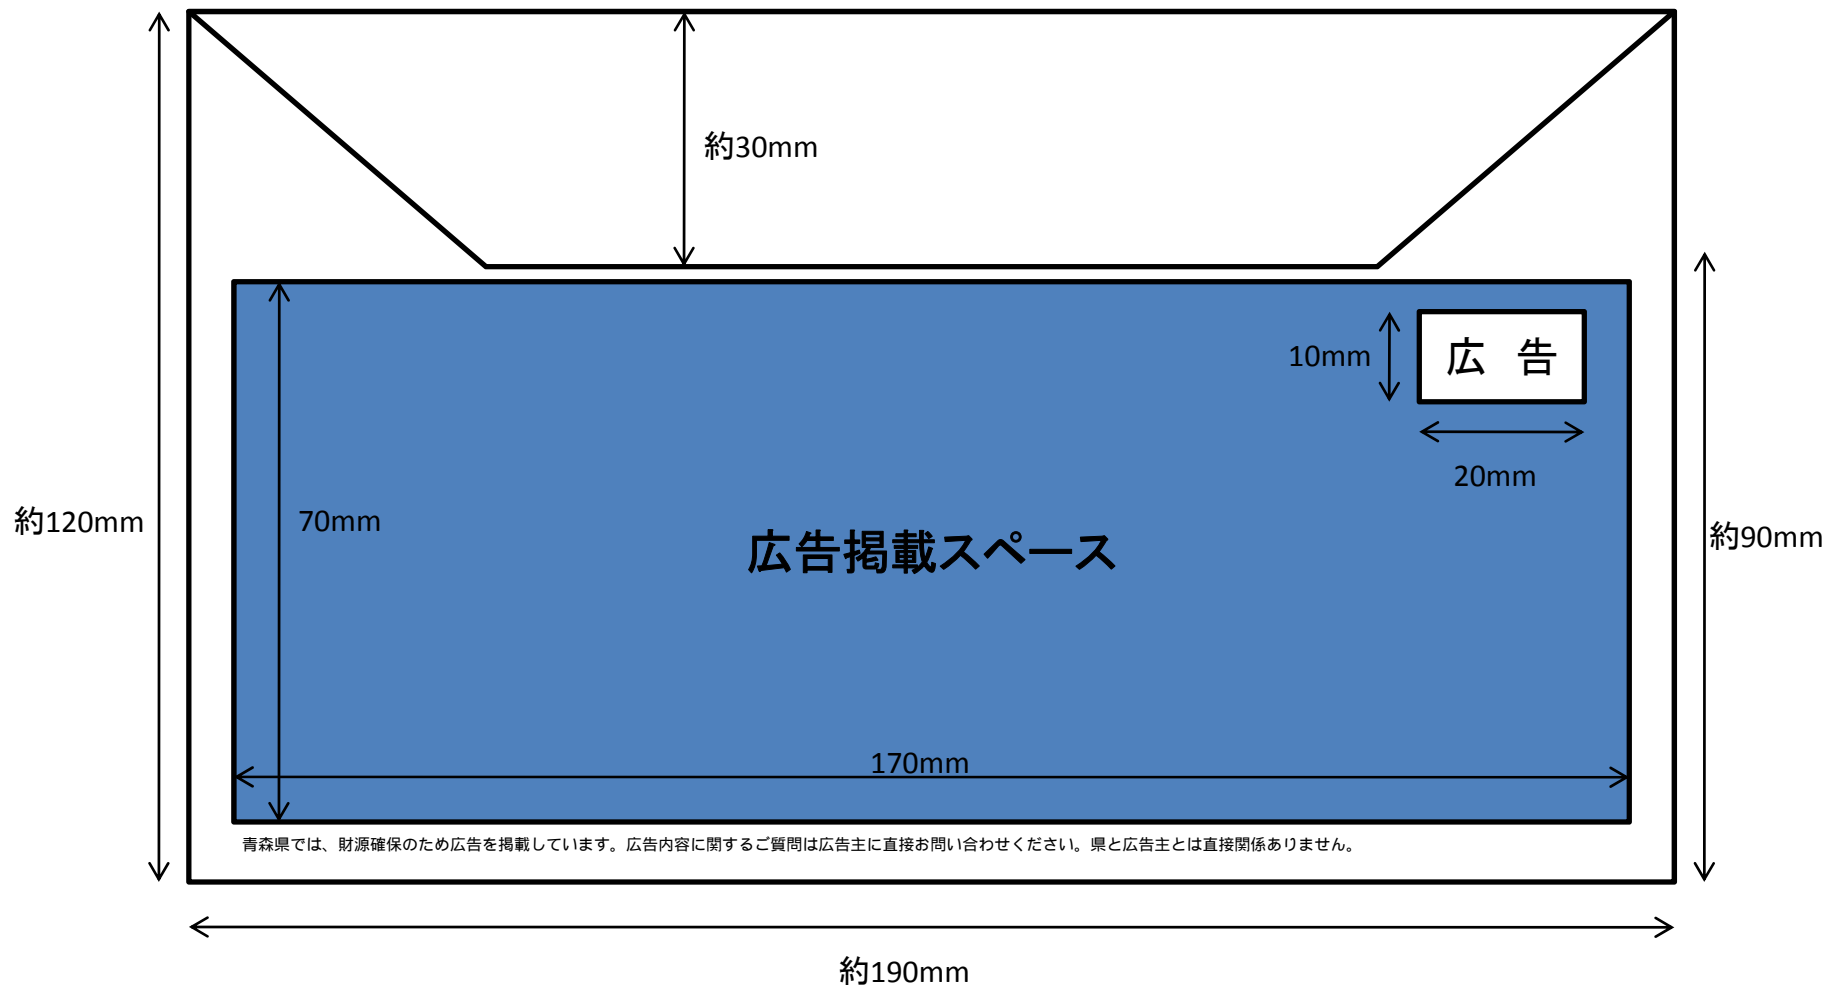 約30mm
10mm
広 告
20mm
約120mm
70mm
広告掲載スペース
約90mm
170mm
青森県では、財源確保のため広告を掲載しています。広告内容に関するご質問は広告主に直接お問い合わせください。県と広告主とは直接関係ありません。
約190mm